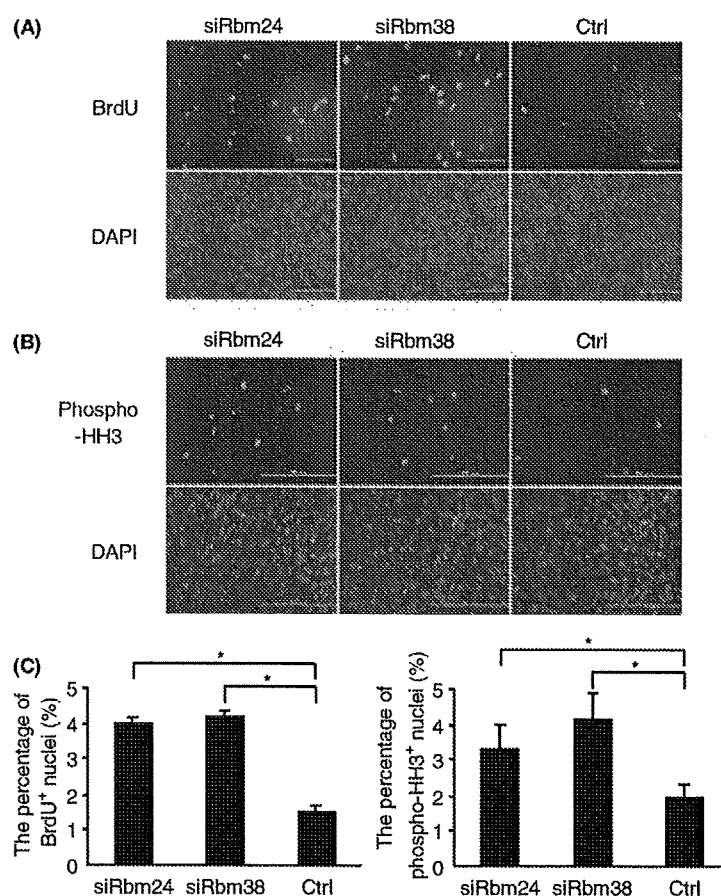 (A)
siRbm24 siRbm38 Ctrl
BrdU
DAPI
(B)
siRbm24 siRbm38 Ctrl
Phospho
-HH3
DAPI
(C)
* *
The percentage of
BrdU⁺ nuclei (%)
5
4
3
2
1
0
siRbm24 siRbm38 Ctrl
* *
The percentage of
phospho-HH3⁺ nuclei (%)
5
4
3
2
1
0
siRbm24 siRbm38 Ctrl